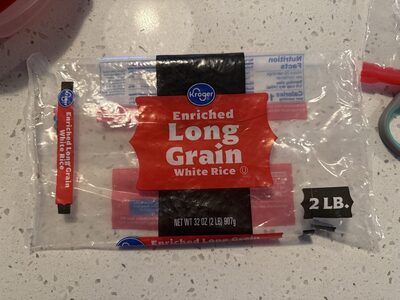 Kroger
Enriched
Long
Grain
White Rice
NET WT 32 OZ (2 LB) 907g
2 LB.
Kroger
Enriched Long Grain
White Rice
Enriched Long Grain
Nutrition
Facts